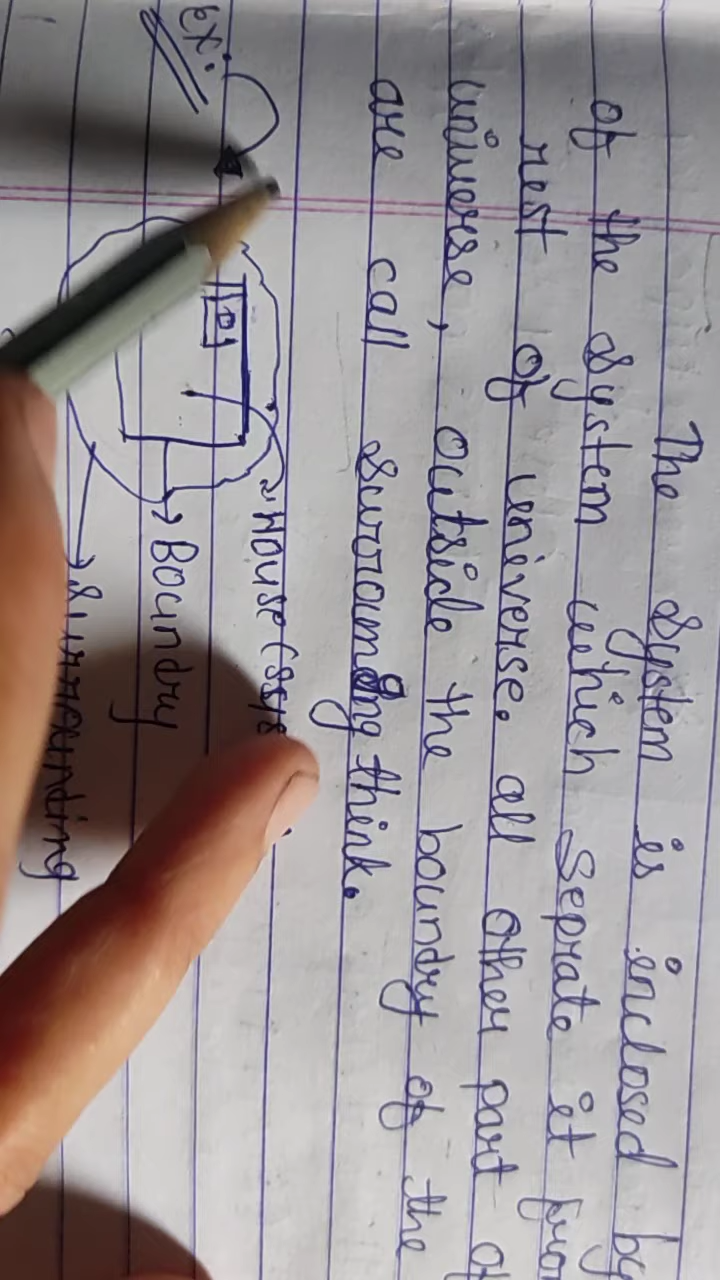 The system is inclosed by
of the system which Seprate it fro
rest of universe. all other part of
universe, outside the boundry of the
are call surrounding think.
Ex:
House (sys
Boundry
Surrounding